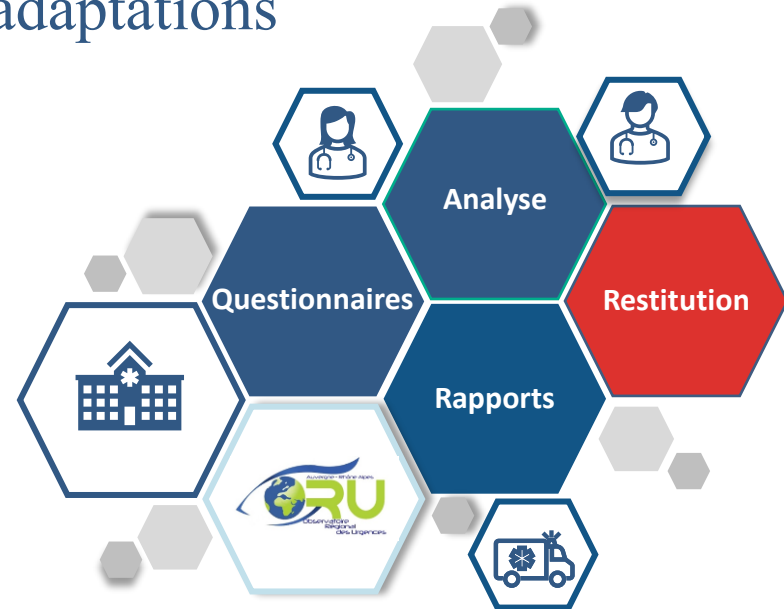 adaptations
Analyse
Questionnaires
Restitution
Rapports
Auvergne - Rhône Alpes
ORU
Observatoire
Régional
des Urgences